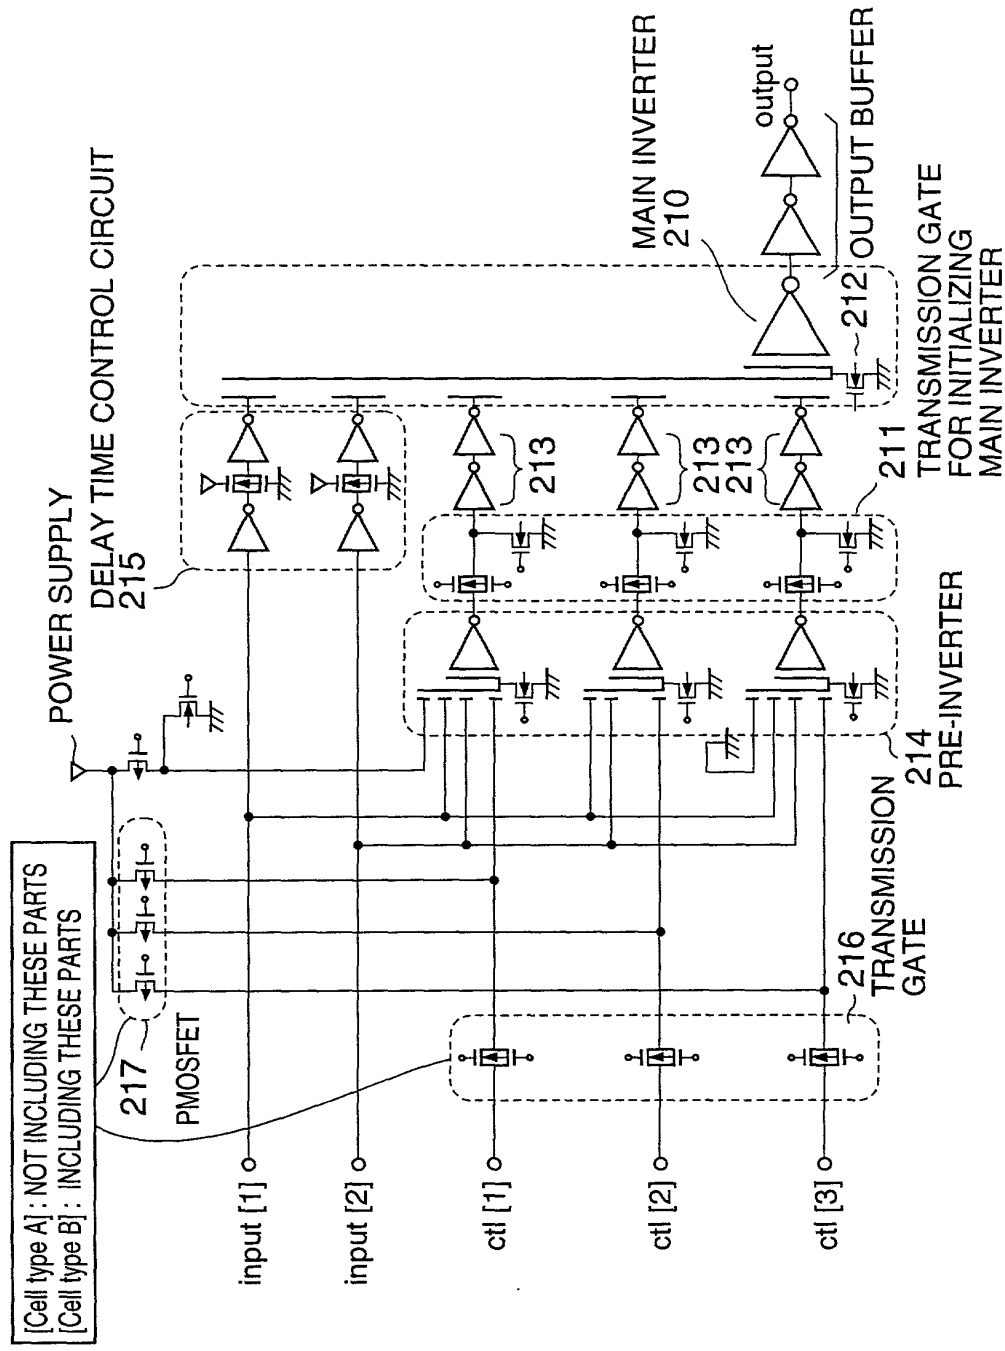 [Cell type A] : NOT INCLUDING THESE PARTS
[Cell type B] : INCLUDING THESE PARTS
POWER SUPPLY
DELAY TIME CONTROL CIRCUIT
215
217
PMOSFET
MAIN INVERTER
210
output
OUTPUT BUFFER
212
213
213
213
211
TRANSMISSION GATE
FOR INITIALIZING
MAIN INVERTER
214
PRE-INVERTER
216
TRANSMISSION
GATE
input [1]
input [2]
ctl [1]
ctl [2]
ctl [3]